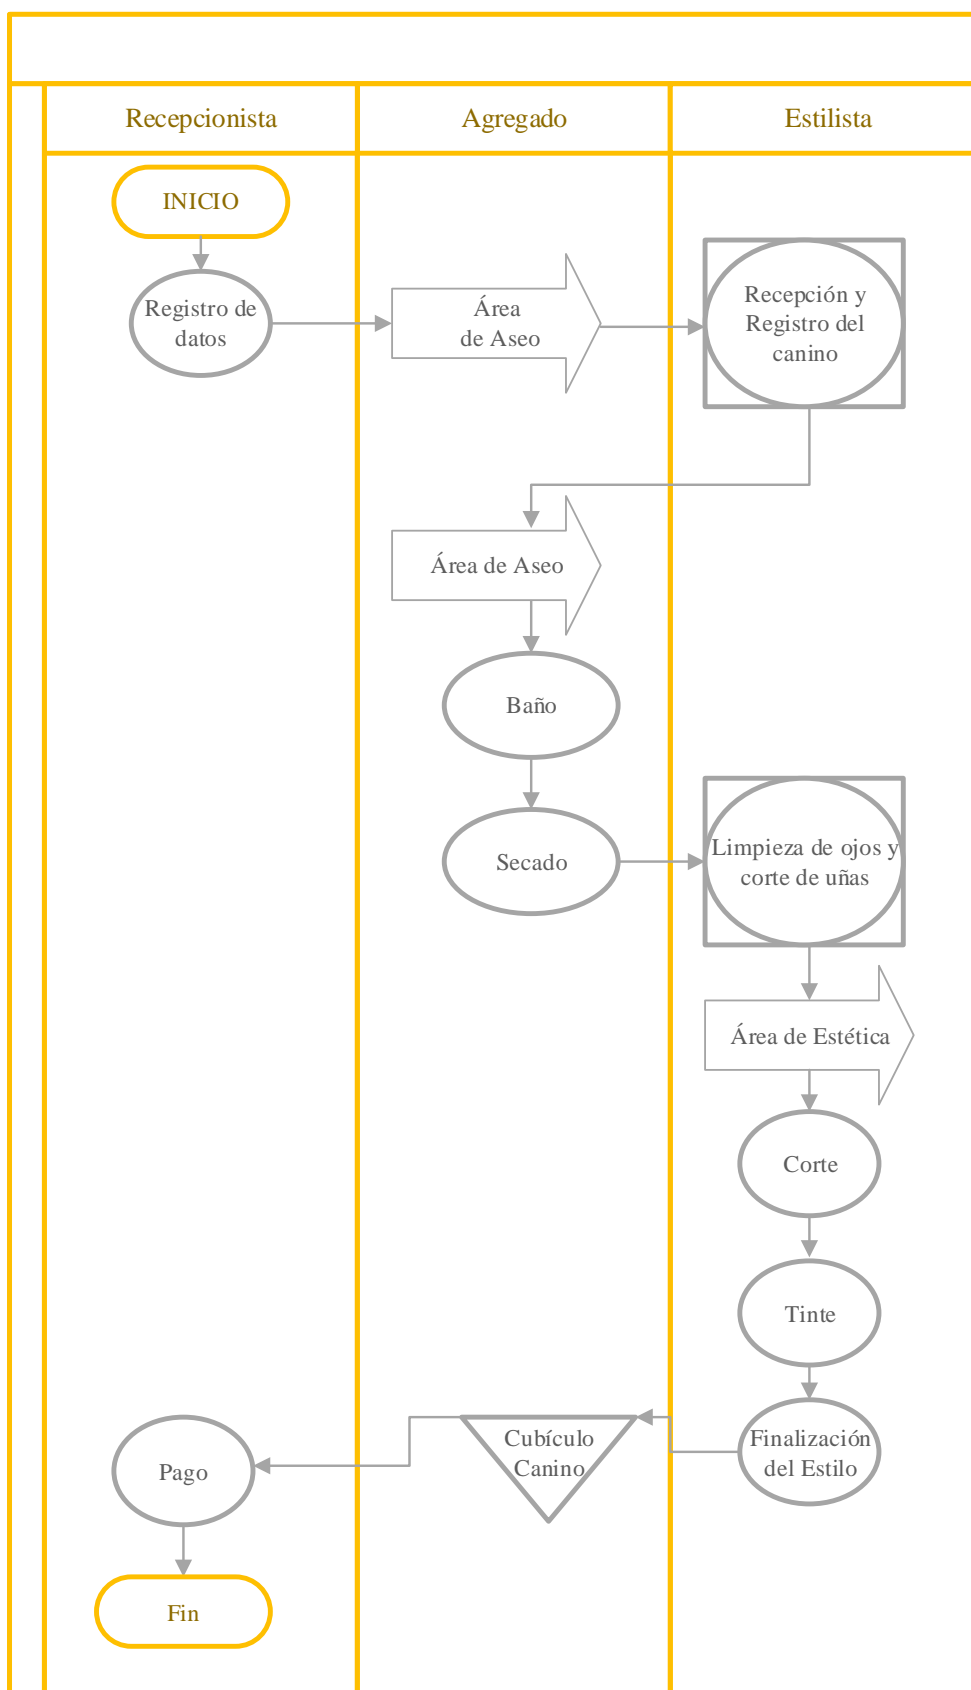 Recepcionista
Agregado
Estilista
INICIO
Registro de
datos
Área
de Aseo
Recepción y
Registro del
canino
Área de Aseo
Baño
Secado
Limpieza de ojos y
corte de uñas
Área de Estética
Corte
Tinte
Finalización
del Estilo
Cubículo
Canino
Pago
Fin